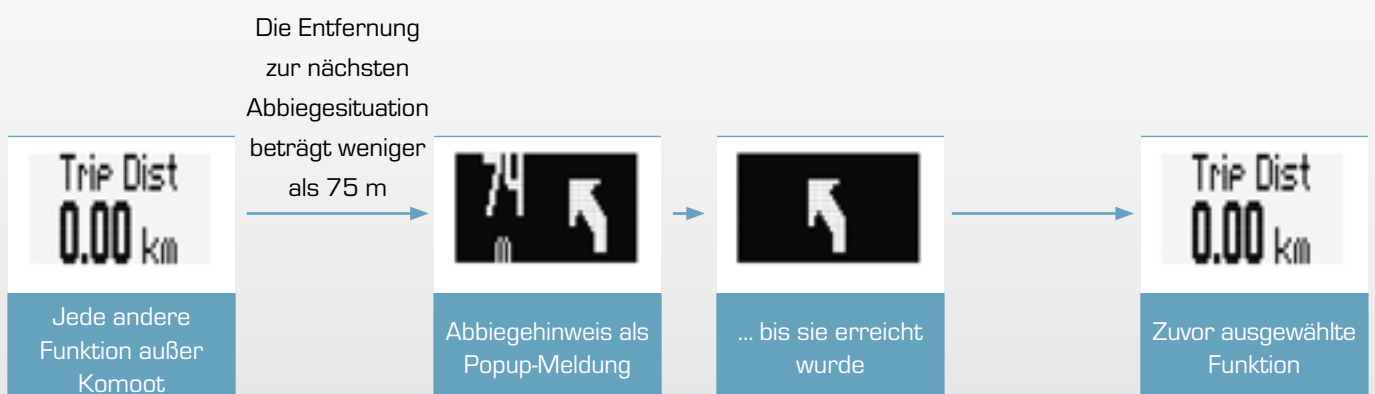 Die Entfernung
zur nächsten
Abbiegesituation
beträgt weniger
als 75 m
Trip Dist
0.00 km
Jede andere
Funktion außer
Komoot
74
m
Abbiegehinweis als
Popup-Meldung
... bis sie erreicht
wurde
Trip Dist
0.00 km
Zuvor ausgewählte
Funktion